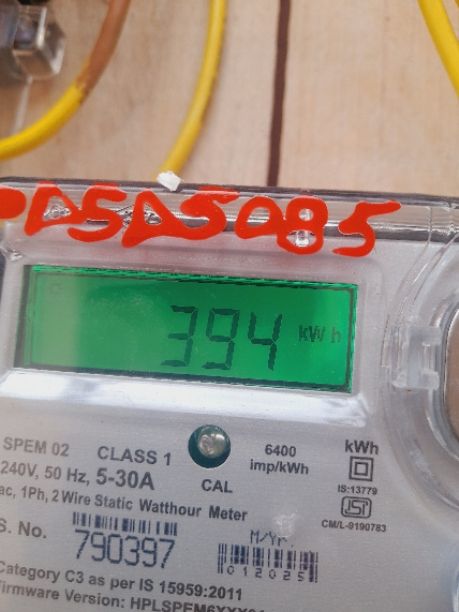 DASA5085
394 kWh
SPEM 02 CLASS 1 6400 imp/kWh kWh
240V, 50 Hz, 5-30A
CAL
IS:13779
ac, 1Ph, 2 Wire Static Watthour Meter
ISI
CM/L-9190783
S. No. 790397
M/Yr.
012025
Category C3 as per IS 15959:2011
Firmware Version: